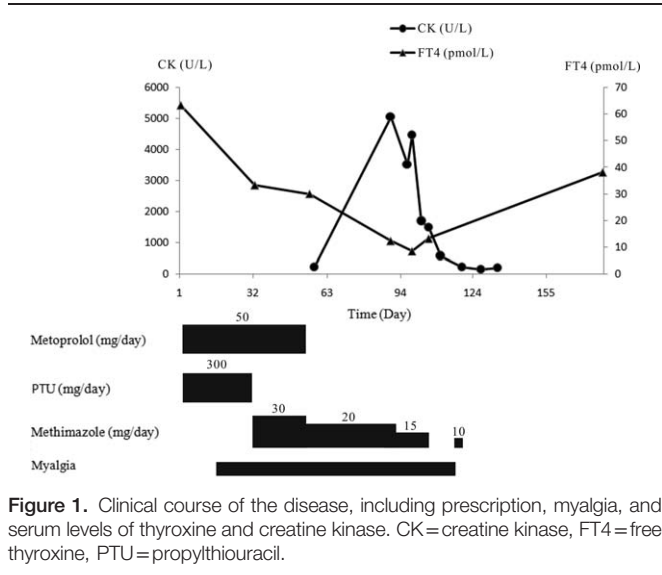 CK (U/L)
FT4 (pmol/L)
CK (U/L) FT4 (pmol/L)
6000 70
5000 60
4000 50
3000 40
2000 30
1000 20
0 10
0
1 32 63 94 124 155
Time (Day)
50
Metoprolol (mg/day)
300
PTU (mg/day)
30 20 15 10
Methimazole (mg/day)
Myalgia
Figure 1. Clinical course of the disease, including prescription, myalgia, and
serum levels of thyroxine and creatine kinase. CK=creatine kinase, FT4=free
thyroxine, PTU=propylthiouracil.